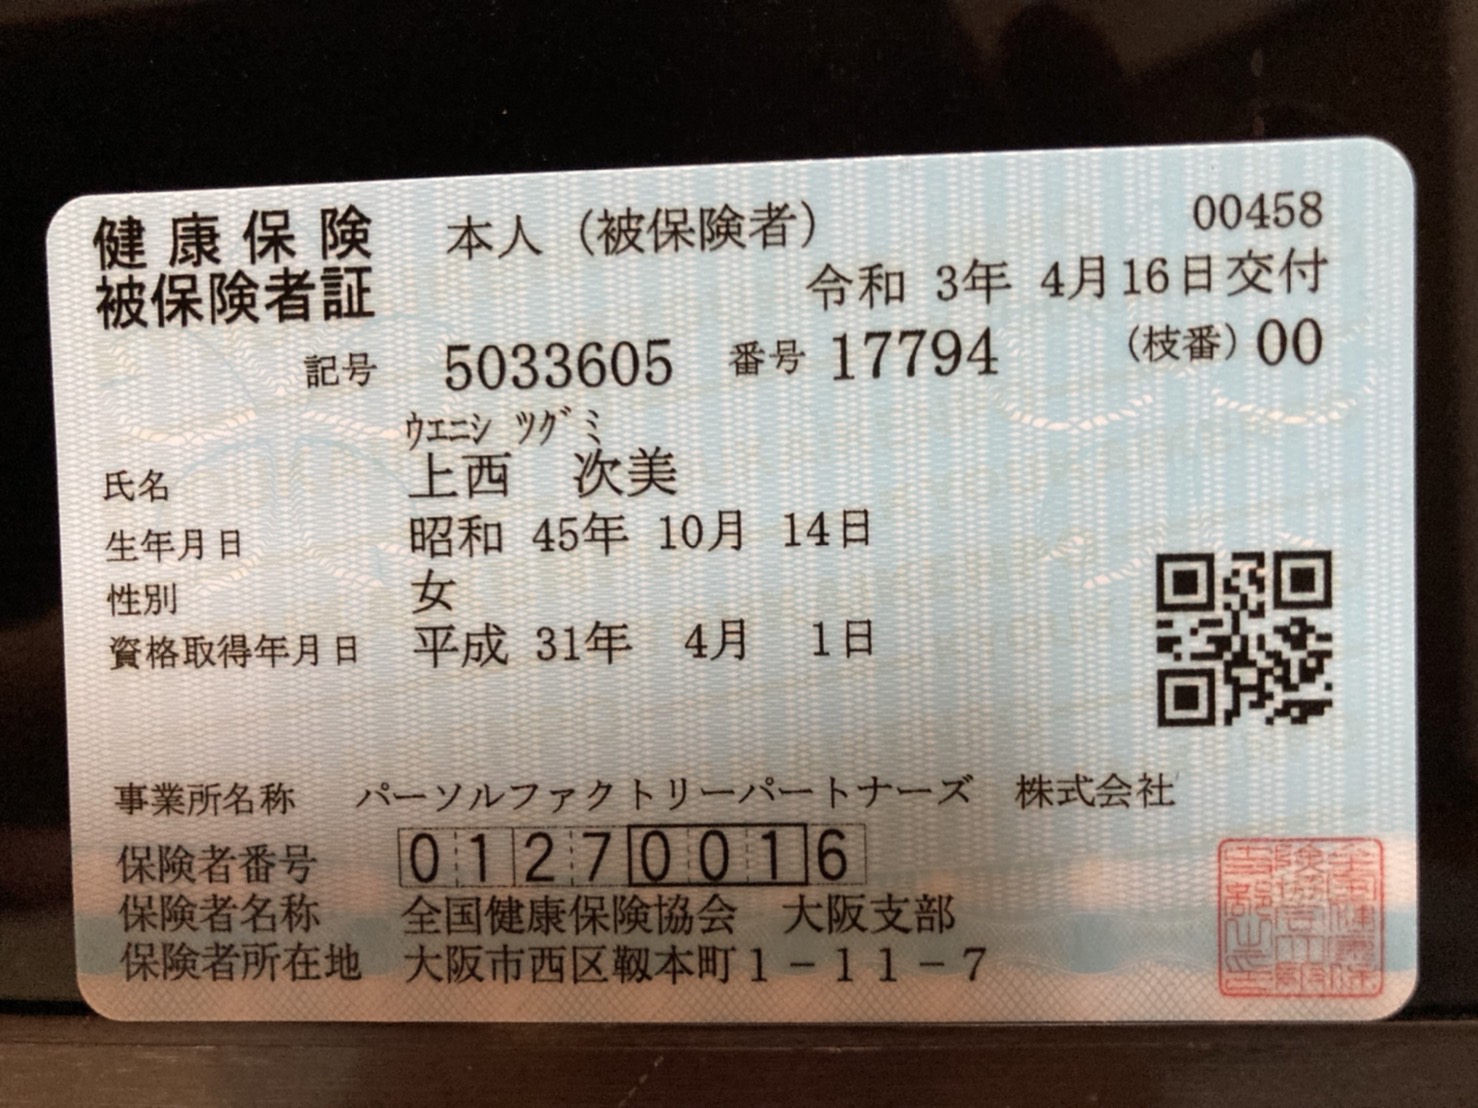 健康保険 本人（被保険者） 00458
被保険者証 令和 3年 4月16日交付
記号 5033605 番号 17794 （枝番）00
ｳｴﾆｼ ﾂｸﾞﾐ
氏名 上西 次美
生年月日 昭和 45年 10月 14日
性別 女
資格取得年月日 平成 31年 4月 1日
事業所名称 パーソルファクトリーパートナーズ 株式会社
保険者番号 01270016
保険者名称 全国健康保険協会 大阪支部
保険者所在地 大阪市西区靱本町1－11－7